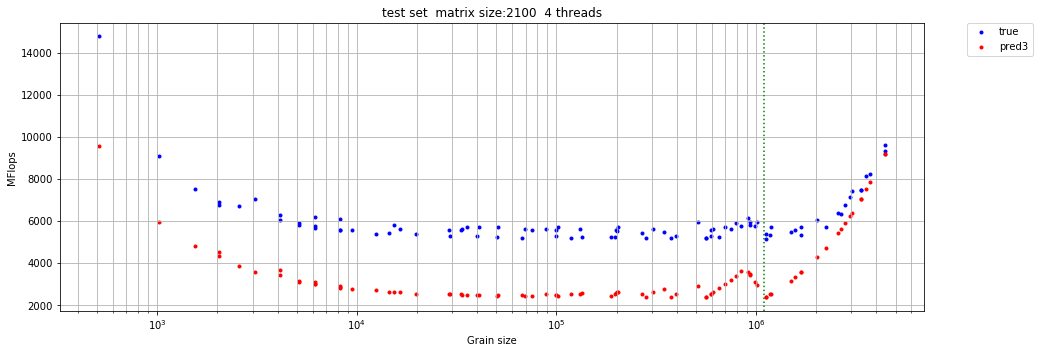 test set  matrix size:2100  4 threads
true
pred3
14000
12000
10000
8000
6000
4000
2000
MFlops
10³
10⁴
10⁵
10⁶
Grain size